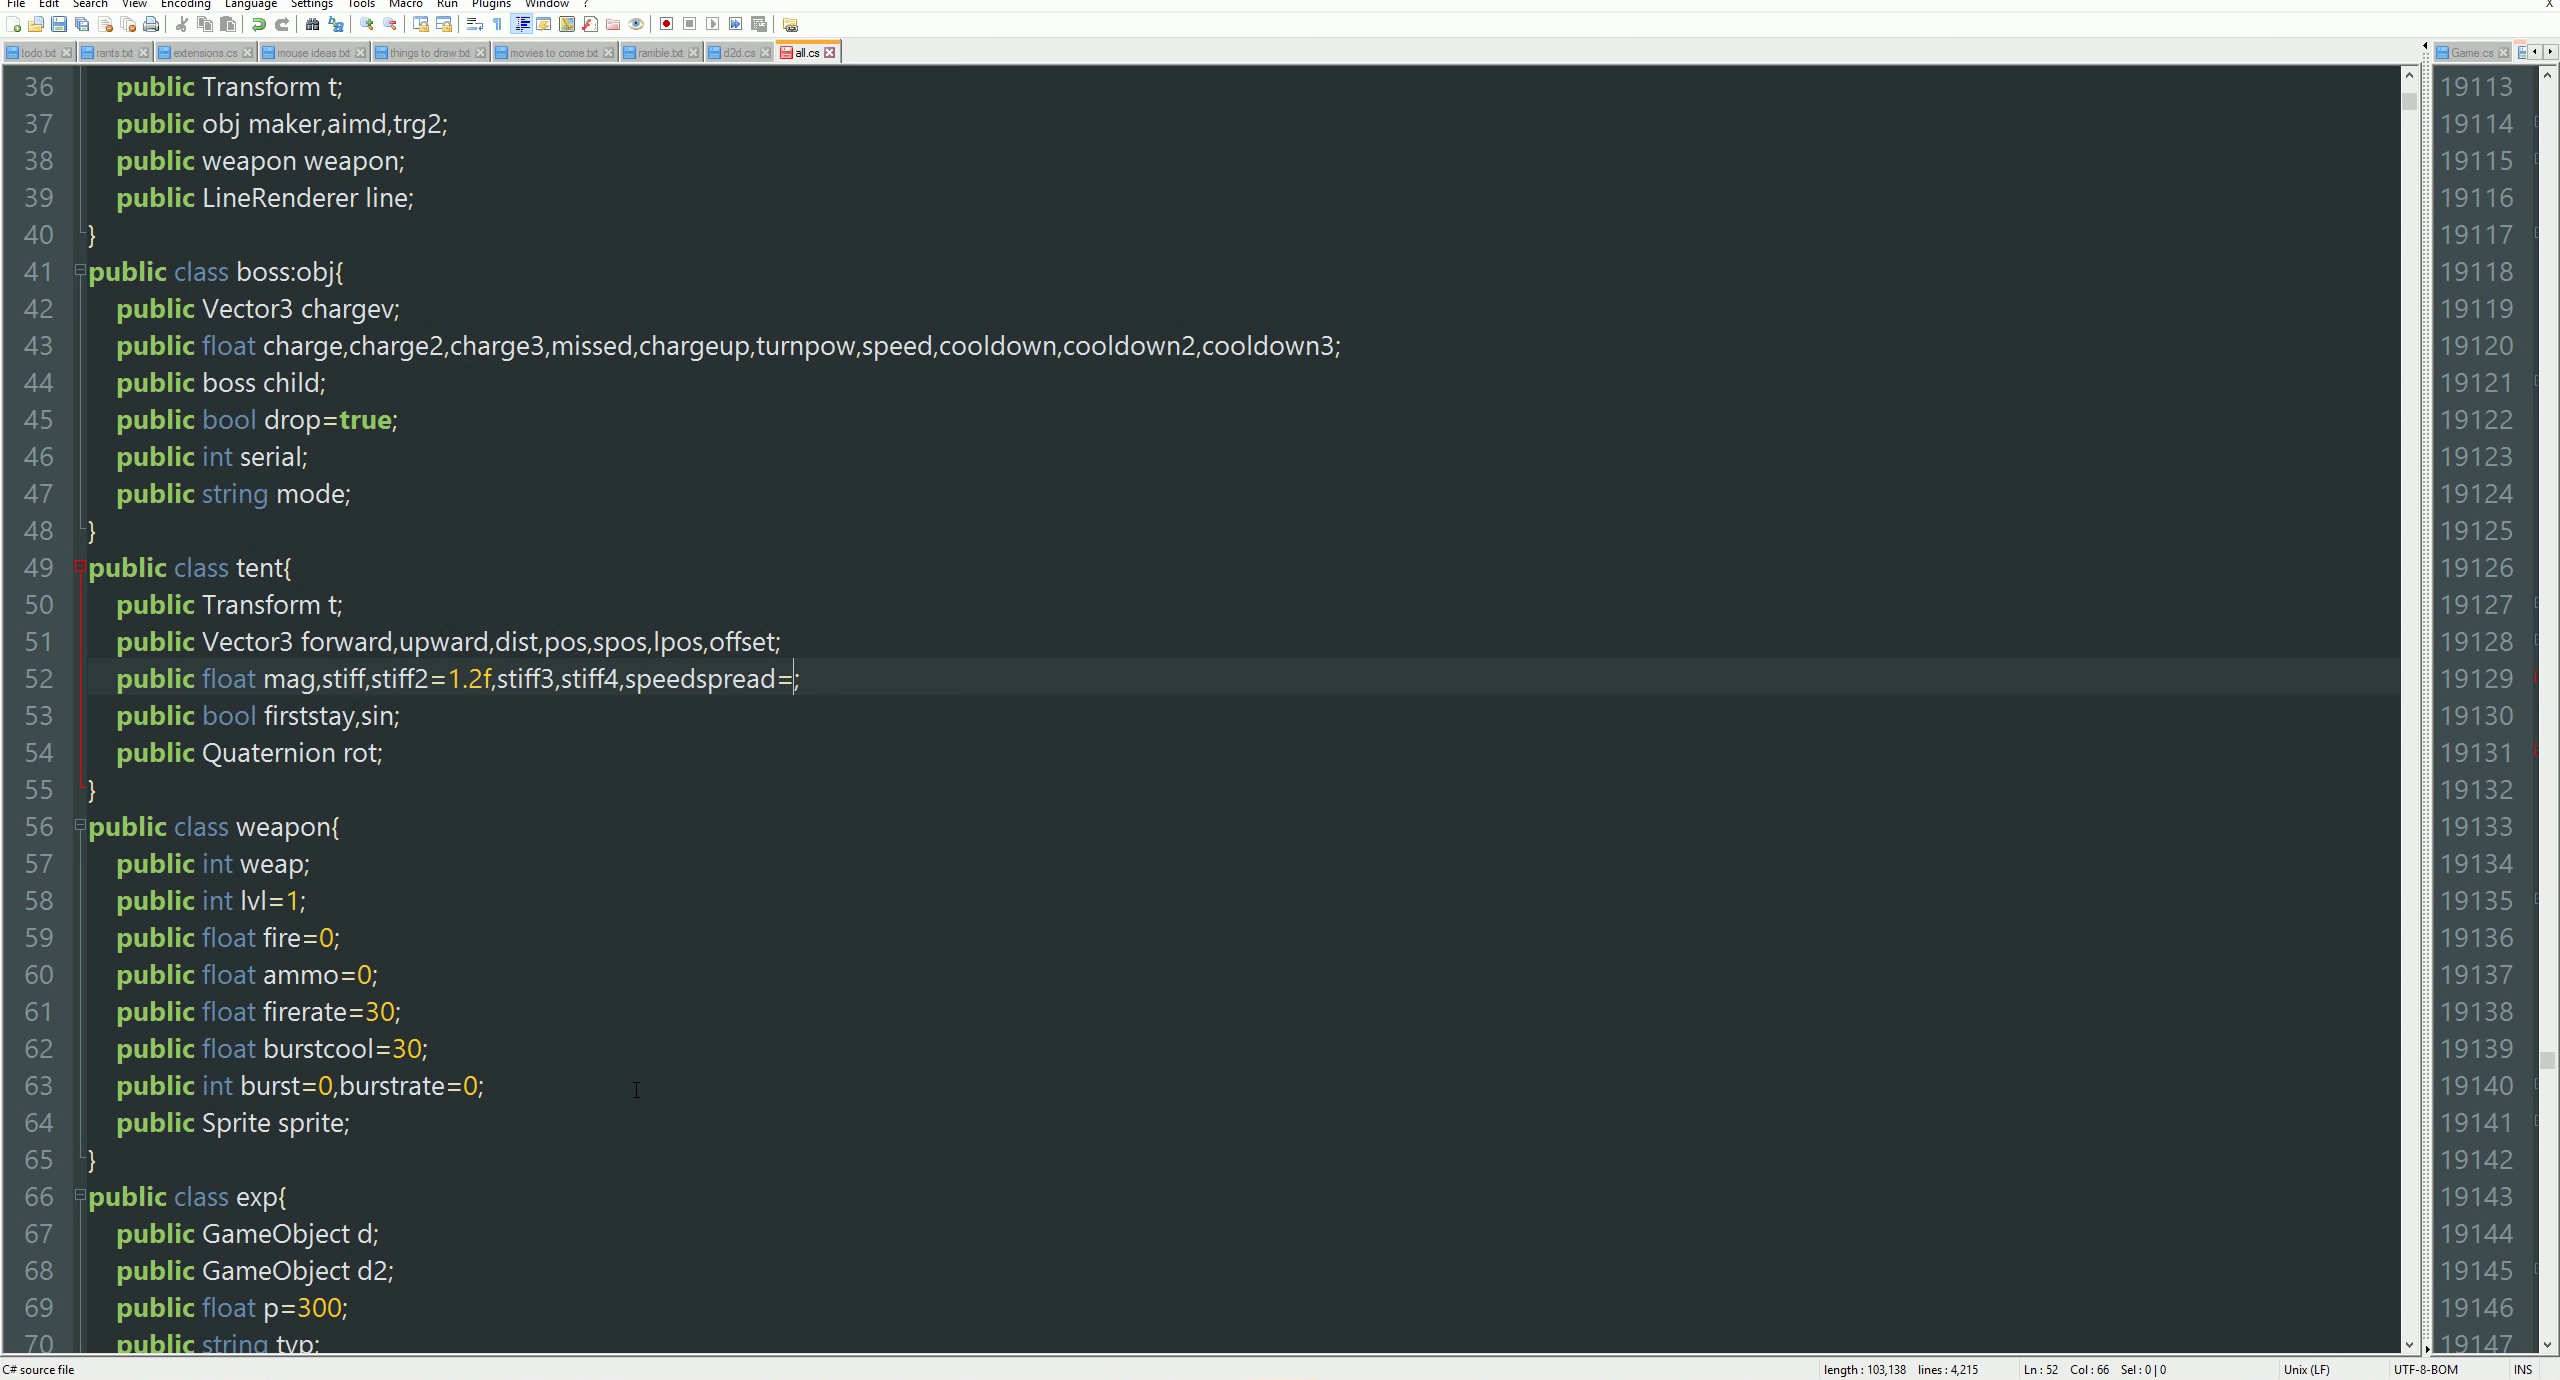 File Edit Search View Encoding Language Settings Tools Macro Run Plugins Window ? X
todo.txt rants.txt extensions.cs mouse ideas.txt things to draw.txt movies to come.txt ramble.txt d2d.cs all.cs Game.cs
36 public Transform t;
37 public obj maker,aimd,trg2;
38 public weapon weapon;
39 public LineRenderer line;
40 }
41 public class boss:obj{
42 public Vector3 chargev;
43 public float charge,charge2,charge3,missed,chargeup,turnpow,speed,cooldown,cooldown2,cooldown3;
44 public boss child;
45 public bool drop=true;
46 public int serial;
47 public string mode;
48 }
49 public class tent{
50 public Transform t;
51 public Vector3 forward,upward,dist,pos,spos,lpos,offset;
52 public float mag,stiff,stiff2=1.2f,stiff3,stiff4,speedspread=;
53 public bool firststay,sin;
54 public Quaternion rot;
55 }
56 public class weapon{
57 public int weap;
58 public int lvl=1;
59 public float fire=0;
60 public float ammo=0;
61 public float firerate=30;
62 public float burstcool=30;
63 public int burst=0,burstrate=0;
64 public Sprite sprite;
65 }
66 public class exp{
67 public GameObject d;
68 public GameObject d2;
69 public float p=300;
70 public string typ;
19113
19114
19115
19116
19117
19118
19119
19120
19121
19122
19123
19124
19125
19126
19127
19128
19129
19130
19131
19132
19133
19134
19135
19136
19137
19138
19139
19140
19141
19142
19143
19144
19145
19146
19147
C# source file length : 103,138 lines : 4,215 Ln : 52 Col : 66 Sel : 0 | 0 Unix (LF) UTF-8-BOM INS